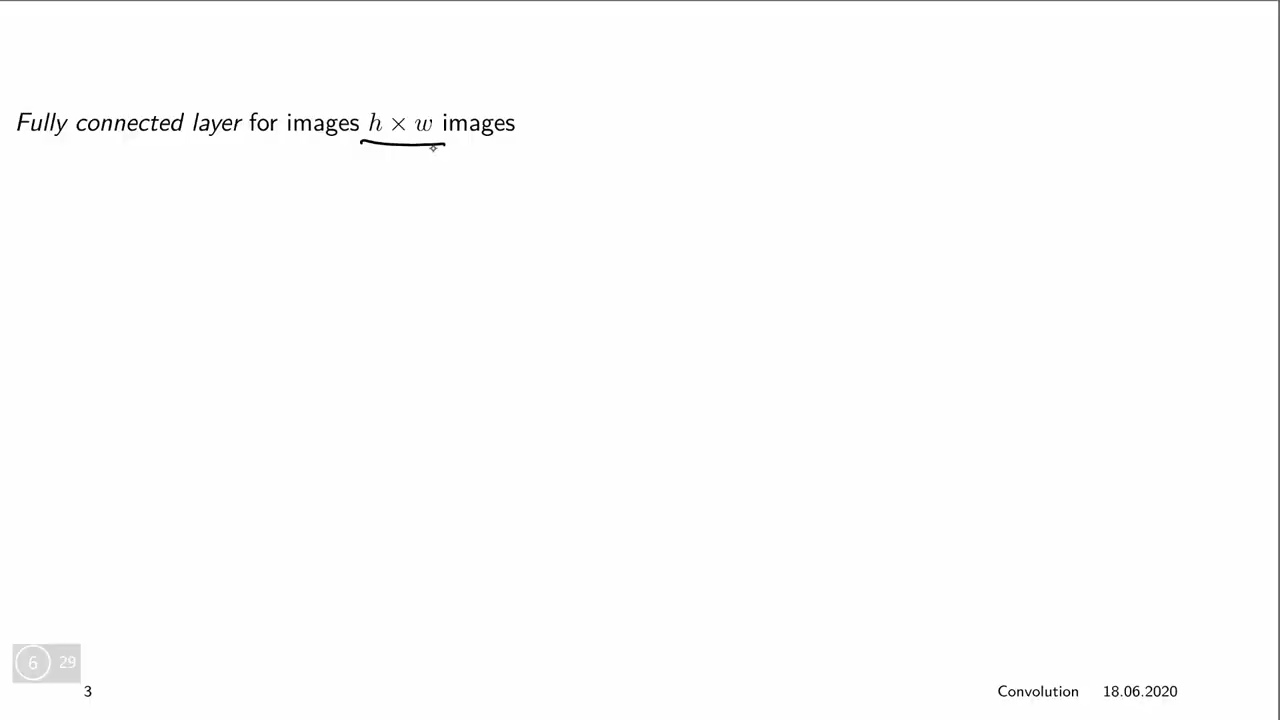 Fully connected layer for images h × w images
6 29
3
Convolution 18.06.2020